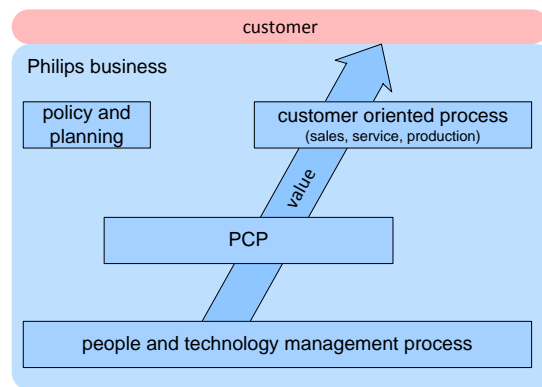 customer
Philips business
policy and
planning
customer oriented process
(sales, service, production)
value
PCP
people and technology management process